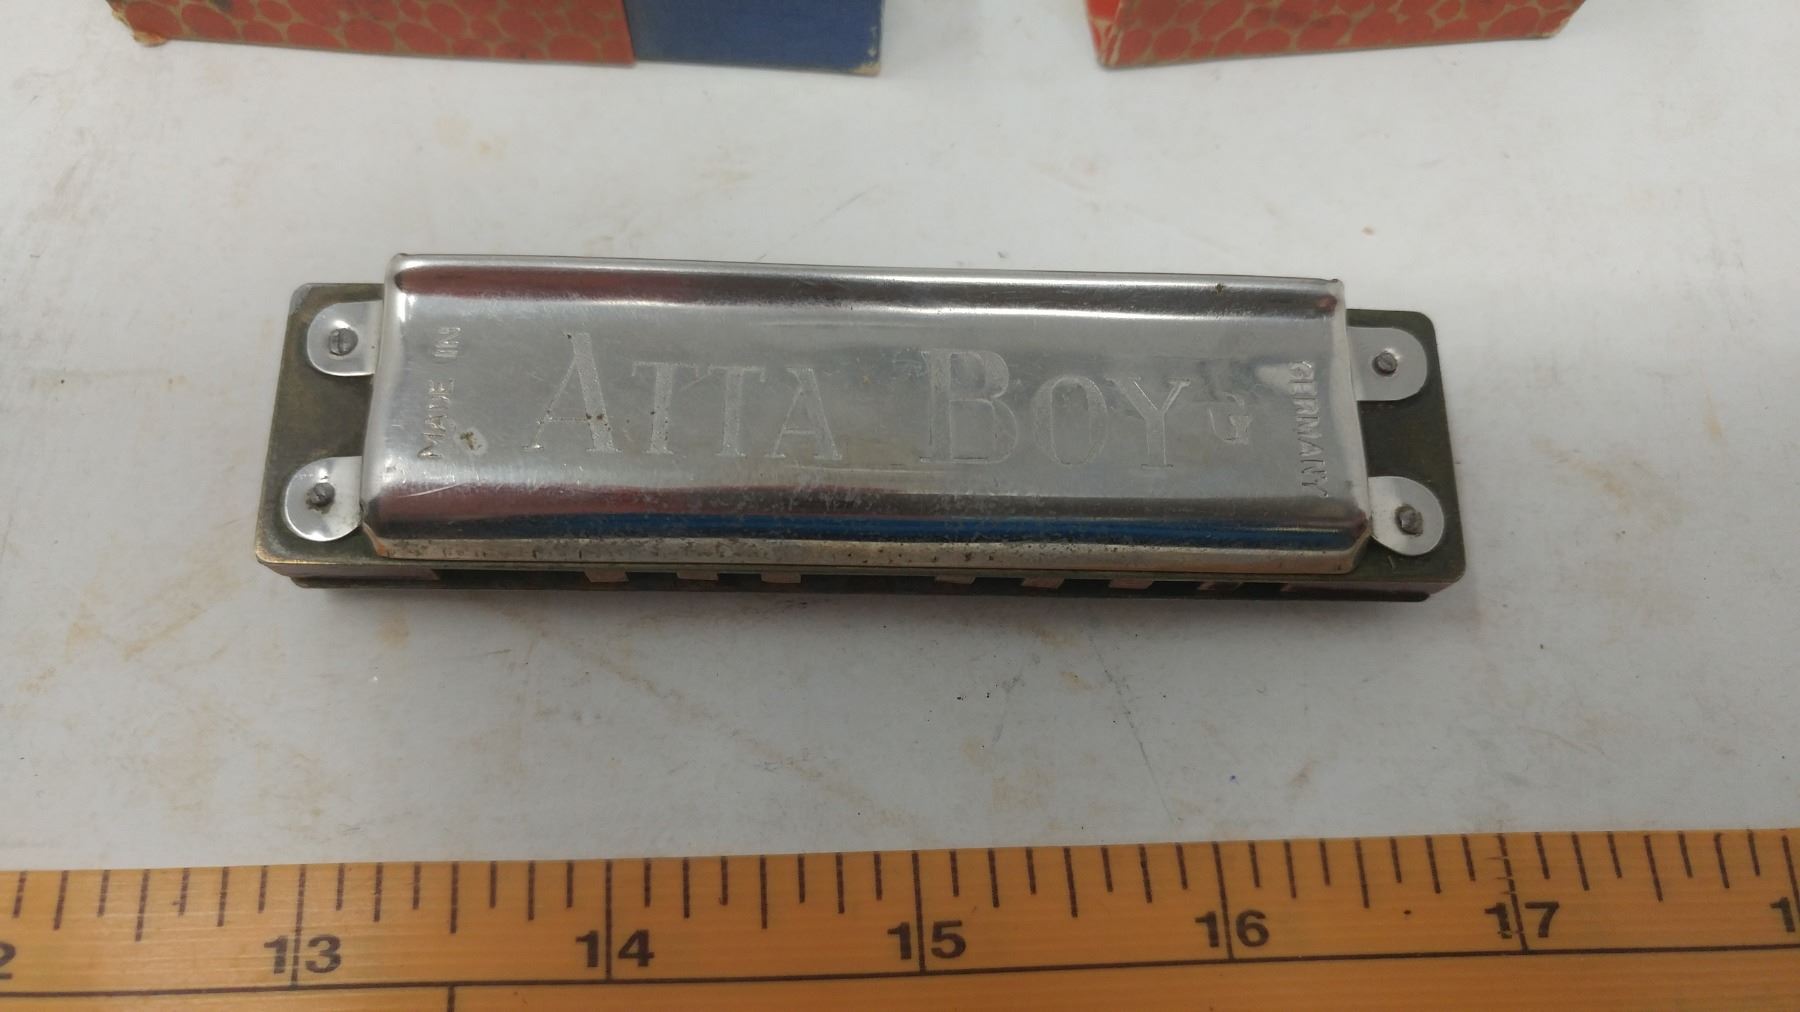 MADE IN
ATTA BOY
GERMANY
13 14 15 16 17